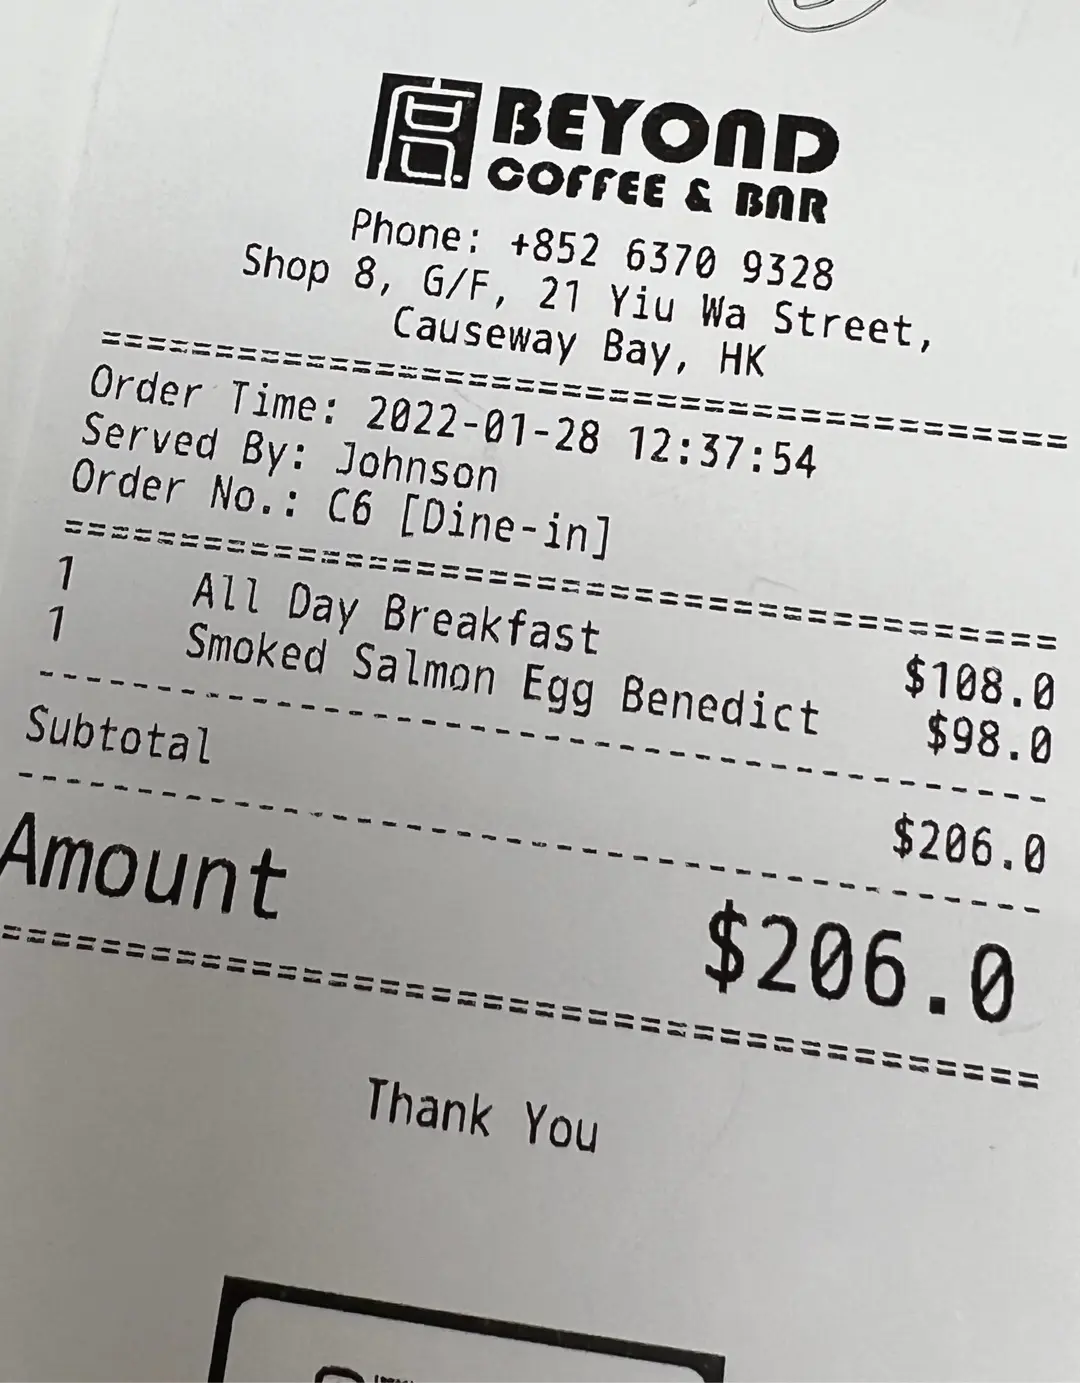 BEYOND
COFFEE & BAR
Phone: +852 6370 9328
Shop 8, G/F, 21 Yiu Wa Street,
Causeway Bay, HK
========================================
Order Time: 2022-01-28 12:37:54
Served By: Johnson
Order No.: C6 [Dine-in]
========================================
1 All Day Breakfast $108.0
1 Smoked Salmon Egg Benedict $98.0
----------------------------------------
Subtotal $206.0
----------------------------------------
Amount $206.0
========================================
Thank You